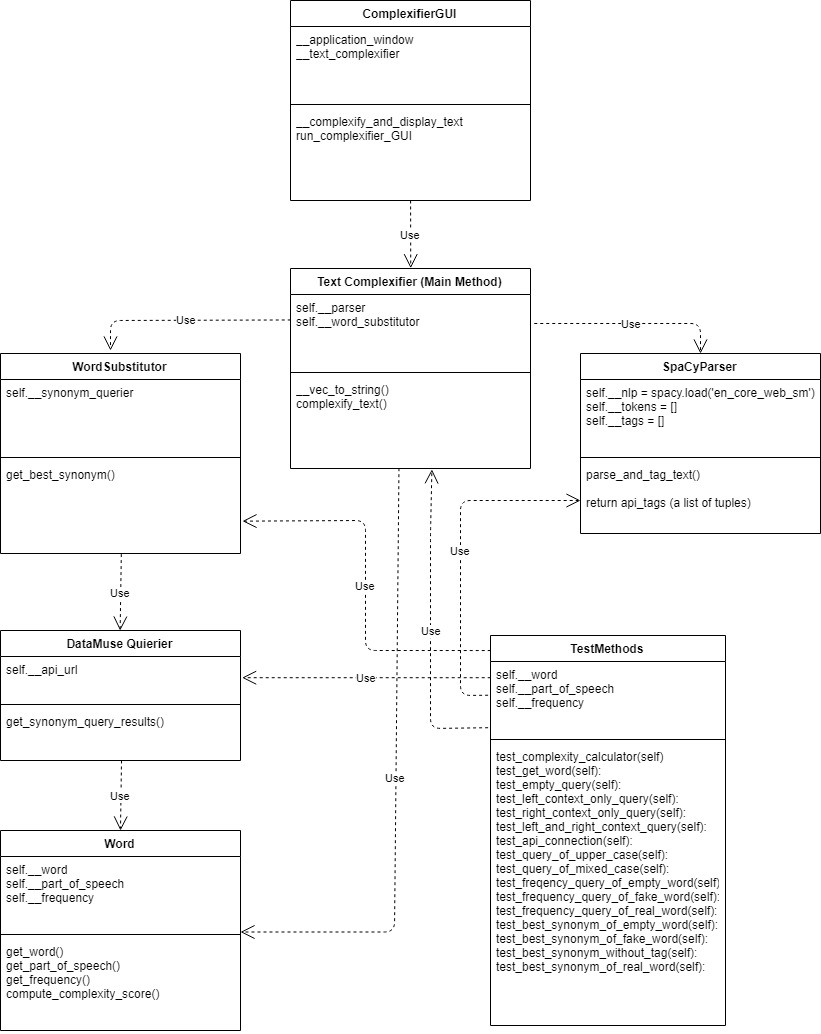 ComplexifierGUI
__application_window
__text_complexifier
__complexify_and_display_text
run_complexifier_GUI
Use
Text Complexifier (Main Method)
self.__parser
self.__word_substitutor
__vec_to_string()
complexify_text()
Use
Use
WordSubstitutor
self.__synonym_querier
get_best_synonym()
SpaCyParser
self.__nlp = spacy.load('en_core_web_sm')
self.__tokens = []
self.__tags = []
parse_and_tag_text()
return api_tags (a list of tuples)
Use
Use
Use
Use
DataMuse Quierier
self.__api_url
get_synonym_query_results()
Use
TestMethods
self.__word
self.__part_of_speech
self.__frequency
test_complexity_calculator(self)
test_get_word(self):
test_empty_query(self):
test_left_context_only_query(self):
test_right_context_only_query(self):
test_left_and_right_context_query(self):
test_api_connection(self):
test_query_of_upper_case(self):
test_query_of_mixed_case(self):
test_freqency_query_of_empty_word(self)
test_frequency_query_of_fake_word(self):
test_frequency_query_of_real_word(self):
test_best_synonym_of_empty_word(self):
test_best_synonym_of_fake_word(self):
test_best_synonym_without_tag(self):
test_best_synonym_of_real_word(self):
Use
Use
Word
self.__word
self.__part_of_speech
self.__frequency
get_word()
get_part_of_speech()
get_frequency()
compute_complexity_score()